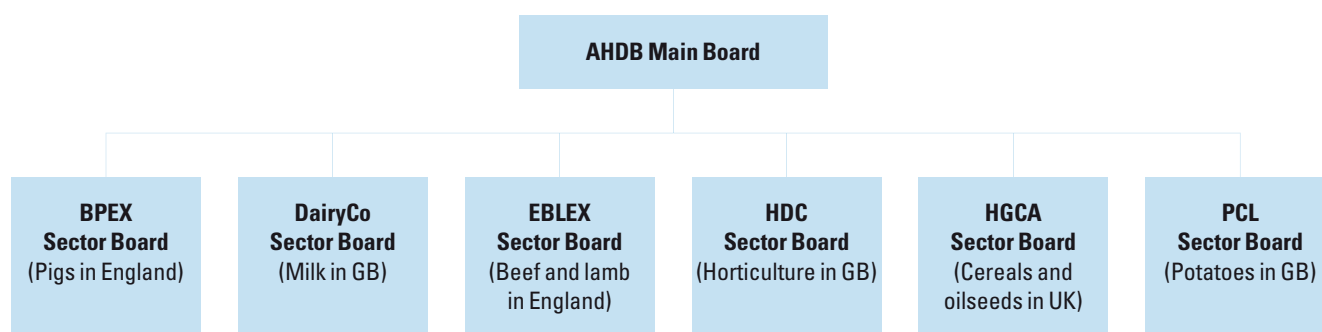 AHDB Main Board
BPEX
Sector Board
(Pigs in England)
DairyCo
Sector Board
(Milk in GB)
EBLEX
Sector Board
(Beef and lamb
in England)
HDC
Sector Board
(Horticulture in GB)
HGCA
Sector Board
(Cereals and
oilseeds in UK)
PCL
Sector Board
(Potatoes in GB)